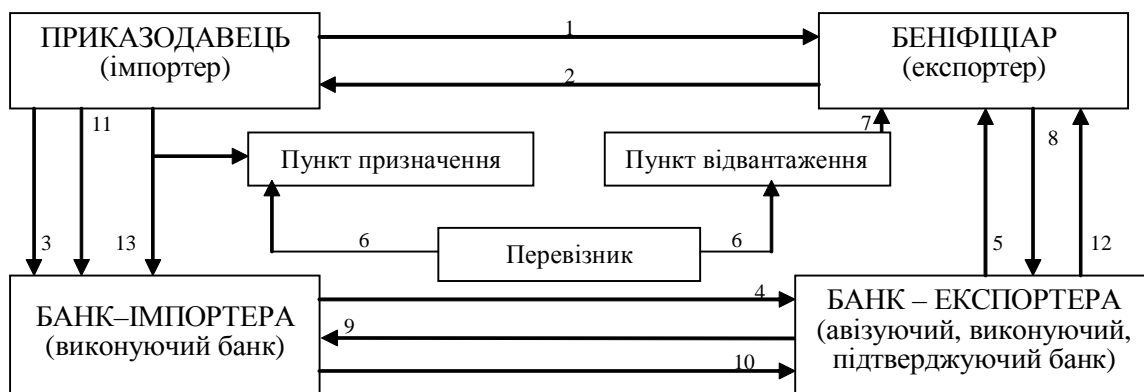 ПРИКАЗОДАВЕЦЬ
(імпортер)
1
БЕНІФІЦІАР
(експортер)
2
11
7
8
Пункт призначення
Пункт відвантаження
3
13
6
Перевізник
6
5
12
БАНК–ІМПОРТЕРА
(виконуючий банк)
4
9
10
БАНК – ЕКСПОРТЕРА
(авізуючий, виконуючий,
підтверджуючий банк)